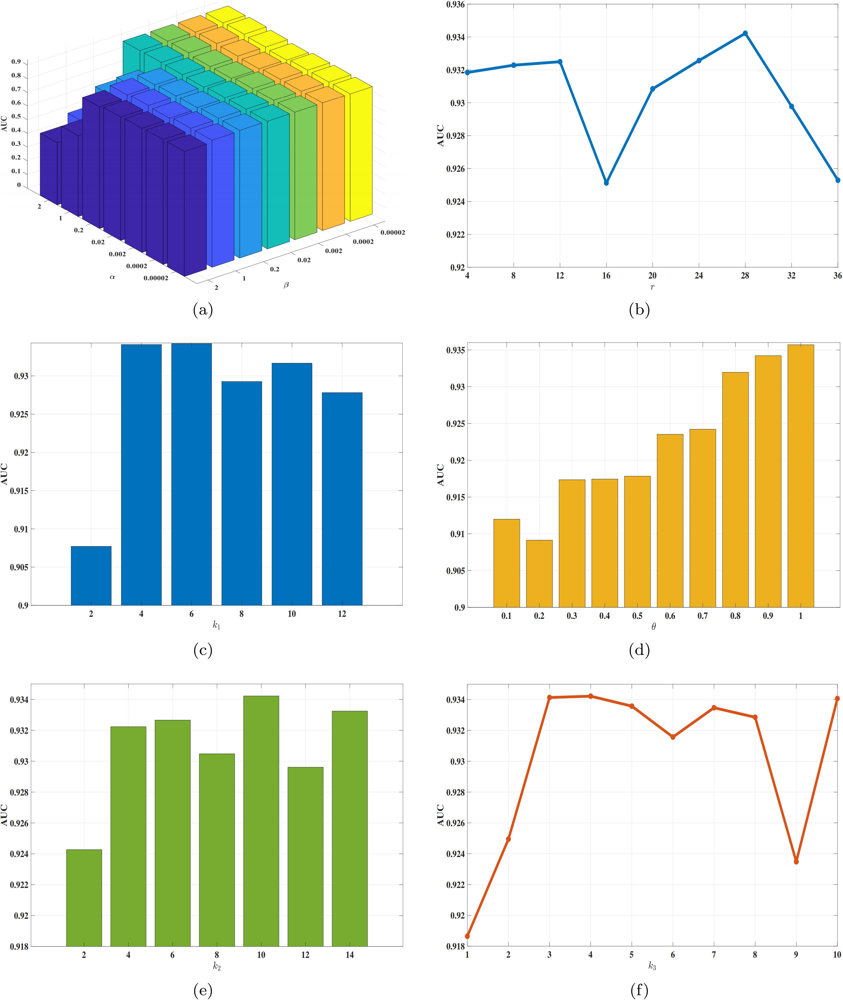 0.9
0.8
0.7
0.6
0.5
0.4
0.3
0.2
0.1
0
AUC
2
1
0.2
0.02
0.002
0.0002
0.00002
α
2
1
0.2
0.02
0.002
0.0002
0.00002
β
(a)
0.936
0.934
0.932
0.93
0.928
0.926
0.924
0.922
0.92
AUC
4 8 12 16 20 24 28 32 36
r
(b)
0.93
0.925
0.92
0.915
0.91
0.905
0.9
AUC
2 4 6 8 10 12
k₁
(c)
0.935
0.93
0.925
0.92
0.915
0.91
0.905
0.9
AUC
0.1 0.2 0.3 0.4 0.5 0.6 0.7 0.8 0.9 1
θ
(d)
0.934
0.932
0.93
0.928
0.926
0.924
0.922
0.92
0.918
AUC
2 4 6 8 10 12 14
k₂
(e)
0.934
0.932
0.93
0.928
0.926
0.924
0.922
0.92
0.918
AUC
1 2 3 4 5 6 7 8 9 10
k₃
(f)